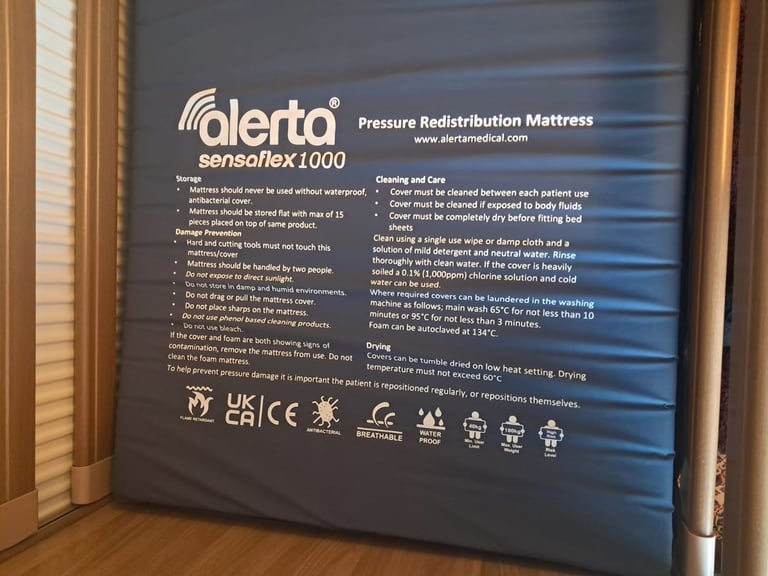 alerta®
sensaflex1000
Pressure Redistribution Mattress
www.alertamedical.com
Storage
• Mattress should never be used without waterproof,
antibacterial cover.
• Mattress should be stored flat with max of 15
pieces placed on top of same product.
Damage Prevention
• Hard and cutting tools must not touch this
mattress/cover
• Mattress should be handled by two people.
• Do not expose to direct sunlight.
• Do not store in damp and humid environments.
• Do not drag or pull the mattress cover.
• Do not place sharps on the mattress.
• Do not use phenol based cleaning products.
• Do not use bleach.
If the cover and foam are both showing signs of
contamination, remove the mattress from use. Do not
clean the foam mattress.
Cleaning and Care
• Cover must be cleaned between each patient use
• Cover must be cleaned if exposed to body fluids
• Cover must be completely dry before fitting bed
sheets
Clean using a single use wipe or damp cloth and a
solution of mild detergent and neutral water. Rinse
thoroughly with clean water. If the cover is heavily
soiled a 0.1% (1,000ppm) chlorine solution and cold
water can be used.
Where required covers can be laundered in the washing
machine as follows; main wash 65°C for not less than 10
minutes or 95°C for not less than 3 minutes.
Foam can be autoclaved at 134°C.
Drying
Covers can be tumble dried on low heat setting. Drying
temperature must not exceed 60°C
To help prevent pressure damage it is important the patient is repositioned regularly, or repositions themselves.
FLAME RETARDANT
UK
CA
CE
ANTIBACTERIAL
BREATHABLE
WATER
PROOF
40kg
Min. User
Limit
180kg
Max. User
Weight
High
Risk
Risk
Level